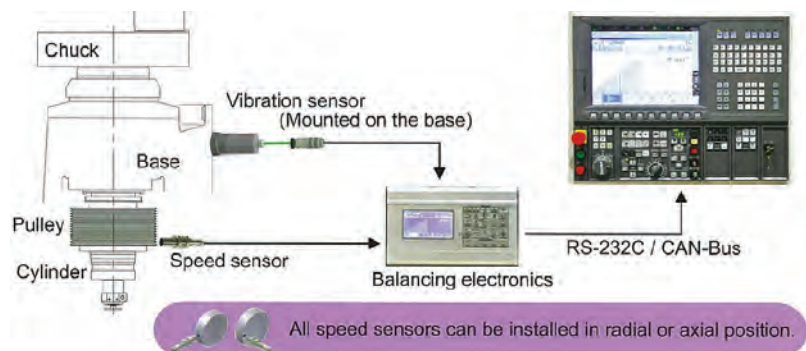 Chuck
Vibration sensor
(Mounted on the base)
Base
Pulley
Speed sensor
Cylinder
Balancing electronics
RS-232C / CAN-Bus
All speed sensors can be installed in radial or axial position.